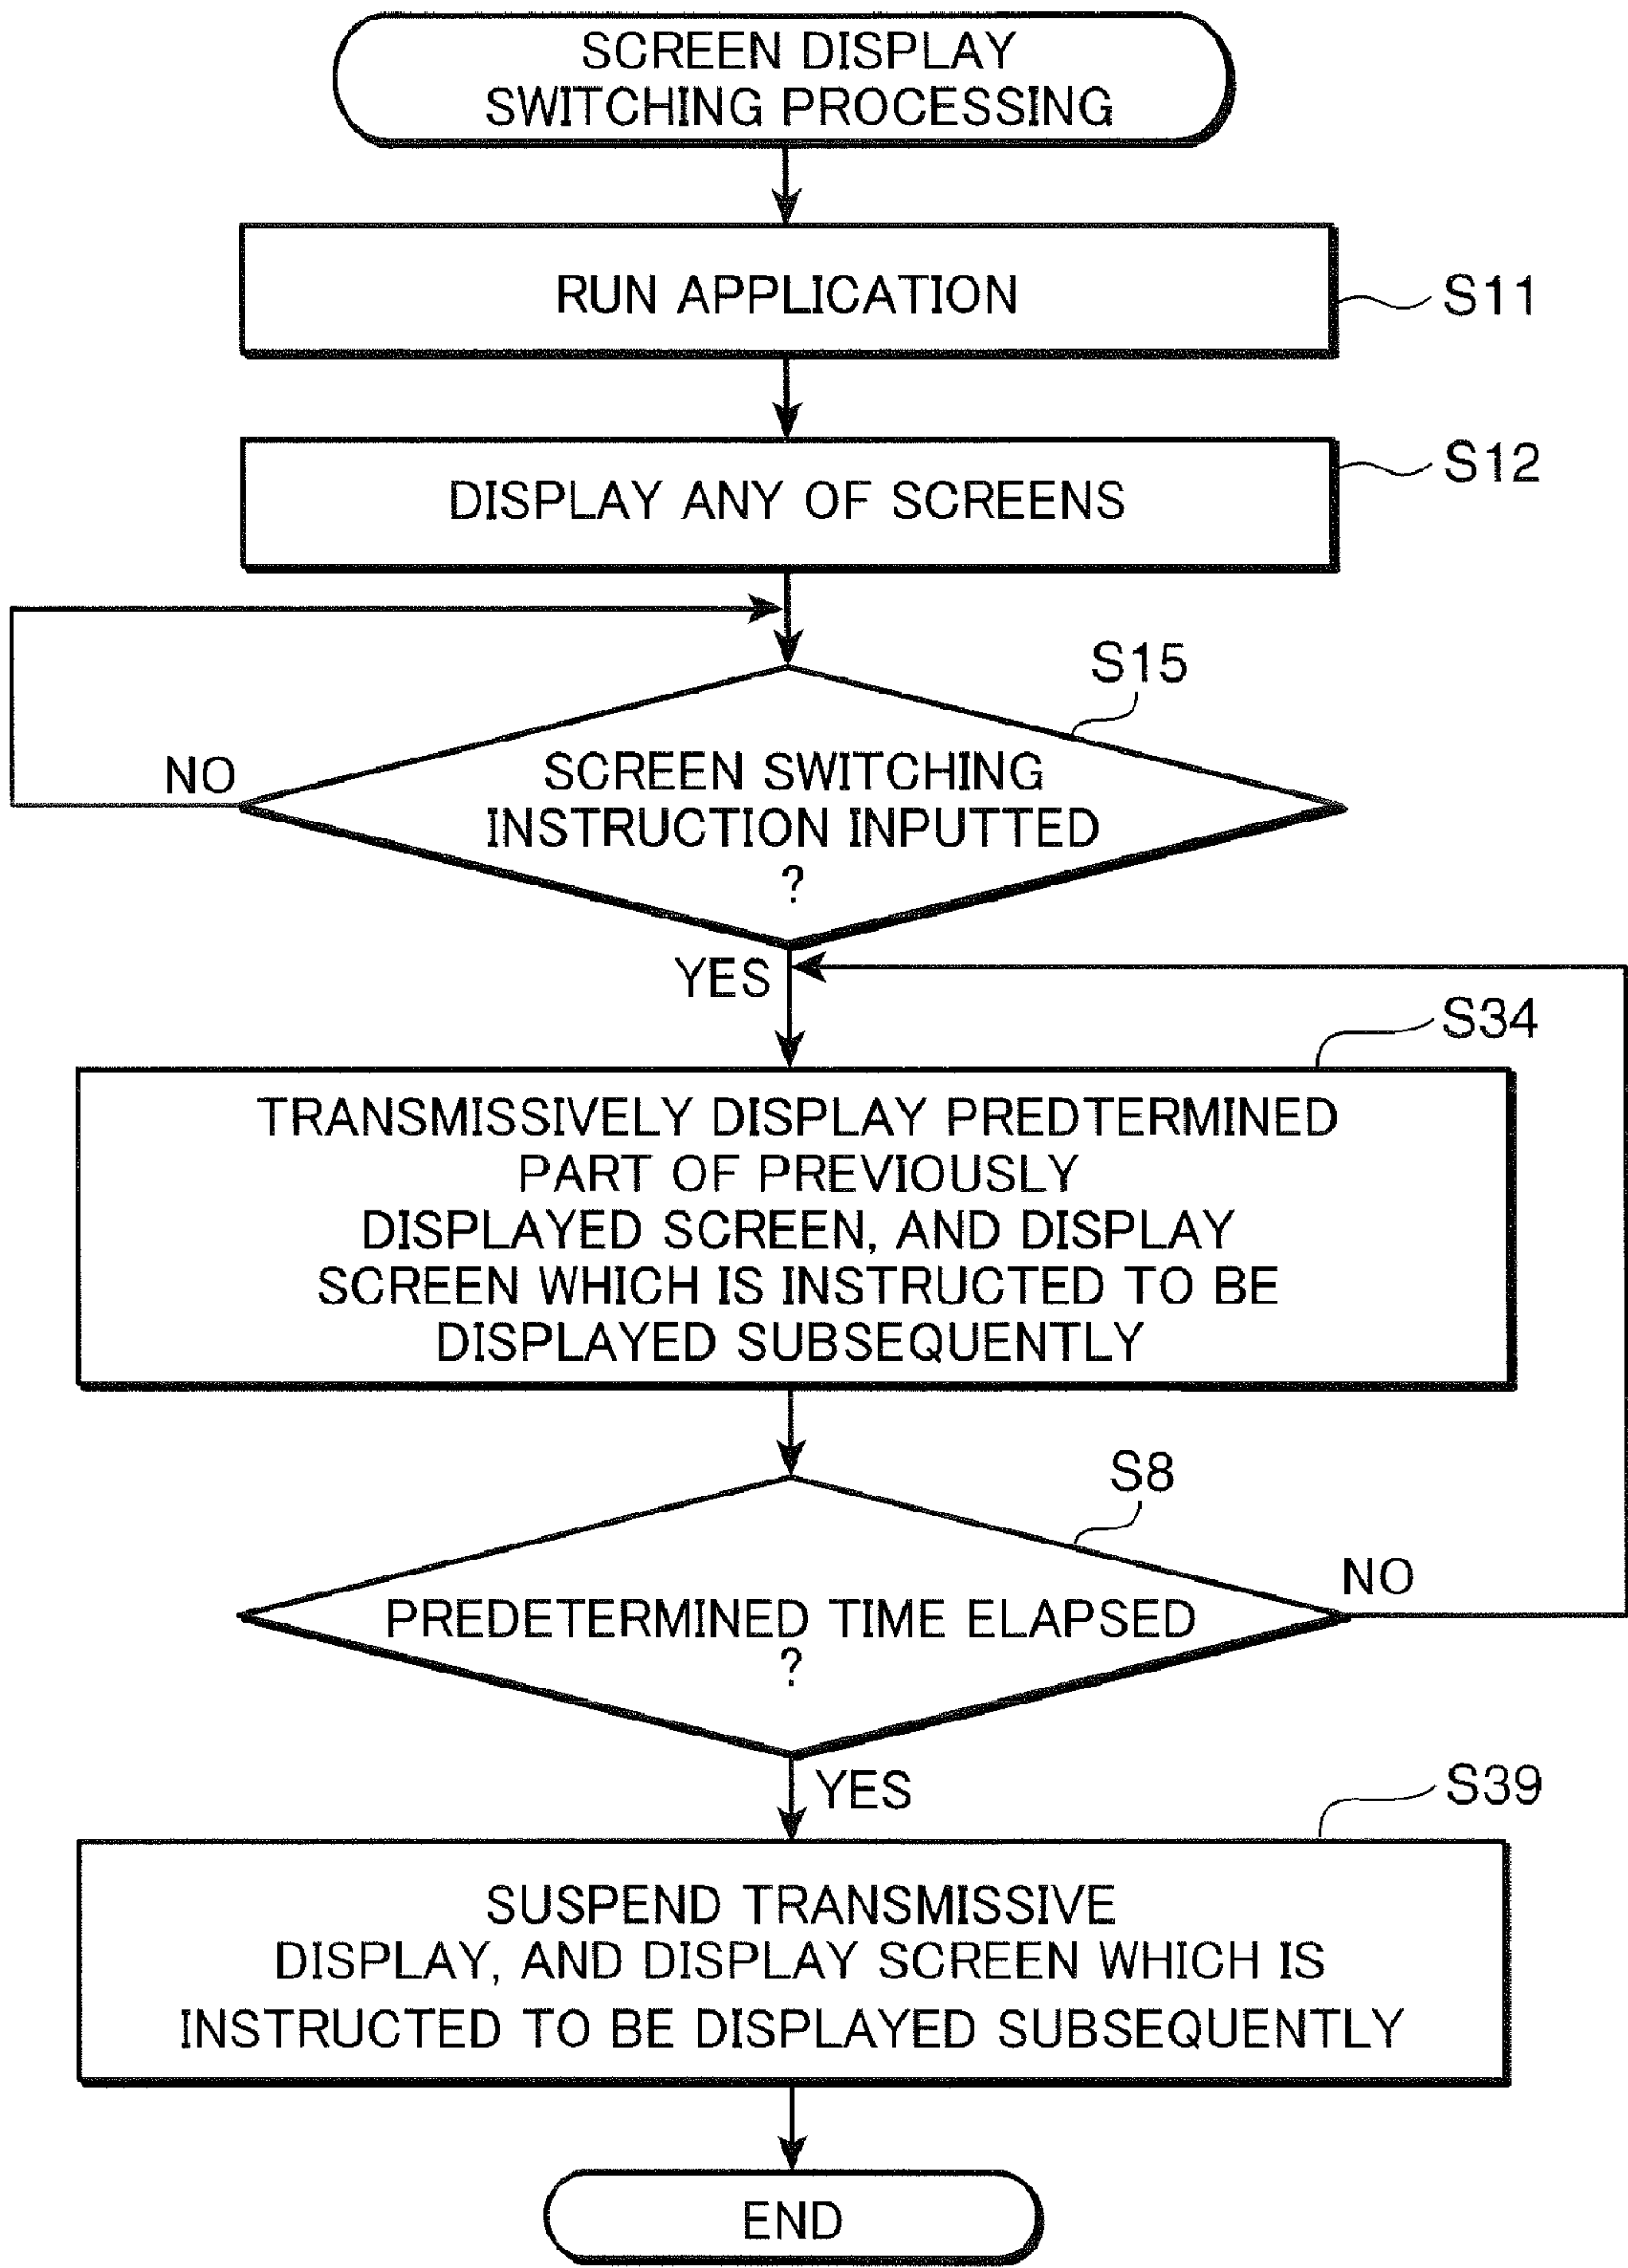 SCREEN DISPLAY
SWITCHING PROCESSING
RUN APPLICATION
S11
DISPLAY ANY OF SCREENS
S12
S15
NO
SCREEN SWITCHING
INSTRUCTION INPUTTED
?
YES
S34
TRANSMISSIVELY DISPLAY PREDTERMINED
PART OF PREVIOUSLY
DISPLAYED SCREEN, AND DISPLAY
SCREEN WHICH IS INSTRUCTED TO BE
DISPLAYED SUBSEQUENTLY
S8
NO
PREDETERMINED TIME ELAPSED
?
YES
S39
SUSPEND TRANSMISSIVE
DISPLAY, AND DISPLAY SCREEN WHICH IS
INSTRUCTED TO BE DISPLAYED SUBSEQUENTLY
END